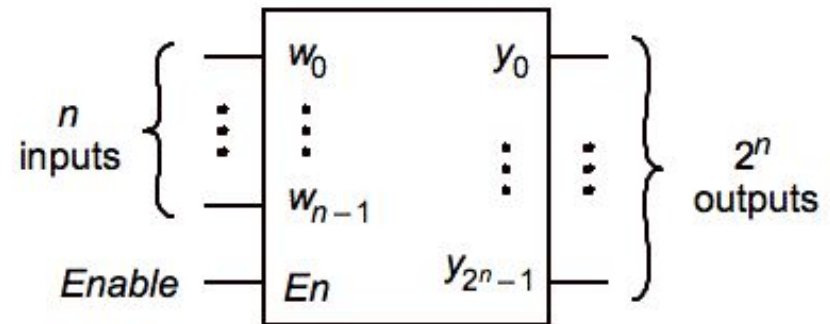 n
inputs
w₀
wₙ₋₁
Enable
En
y₀
y₂ⁿ₋₁
2ⁿ
outputs